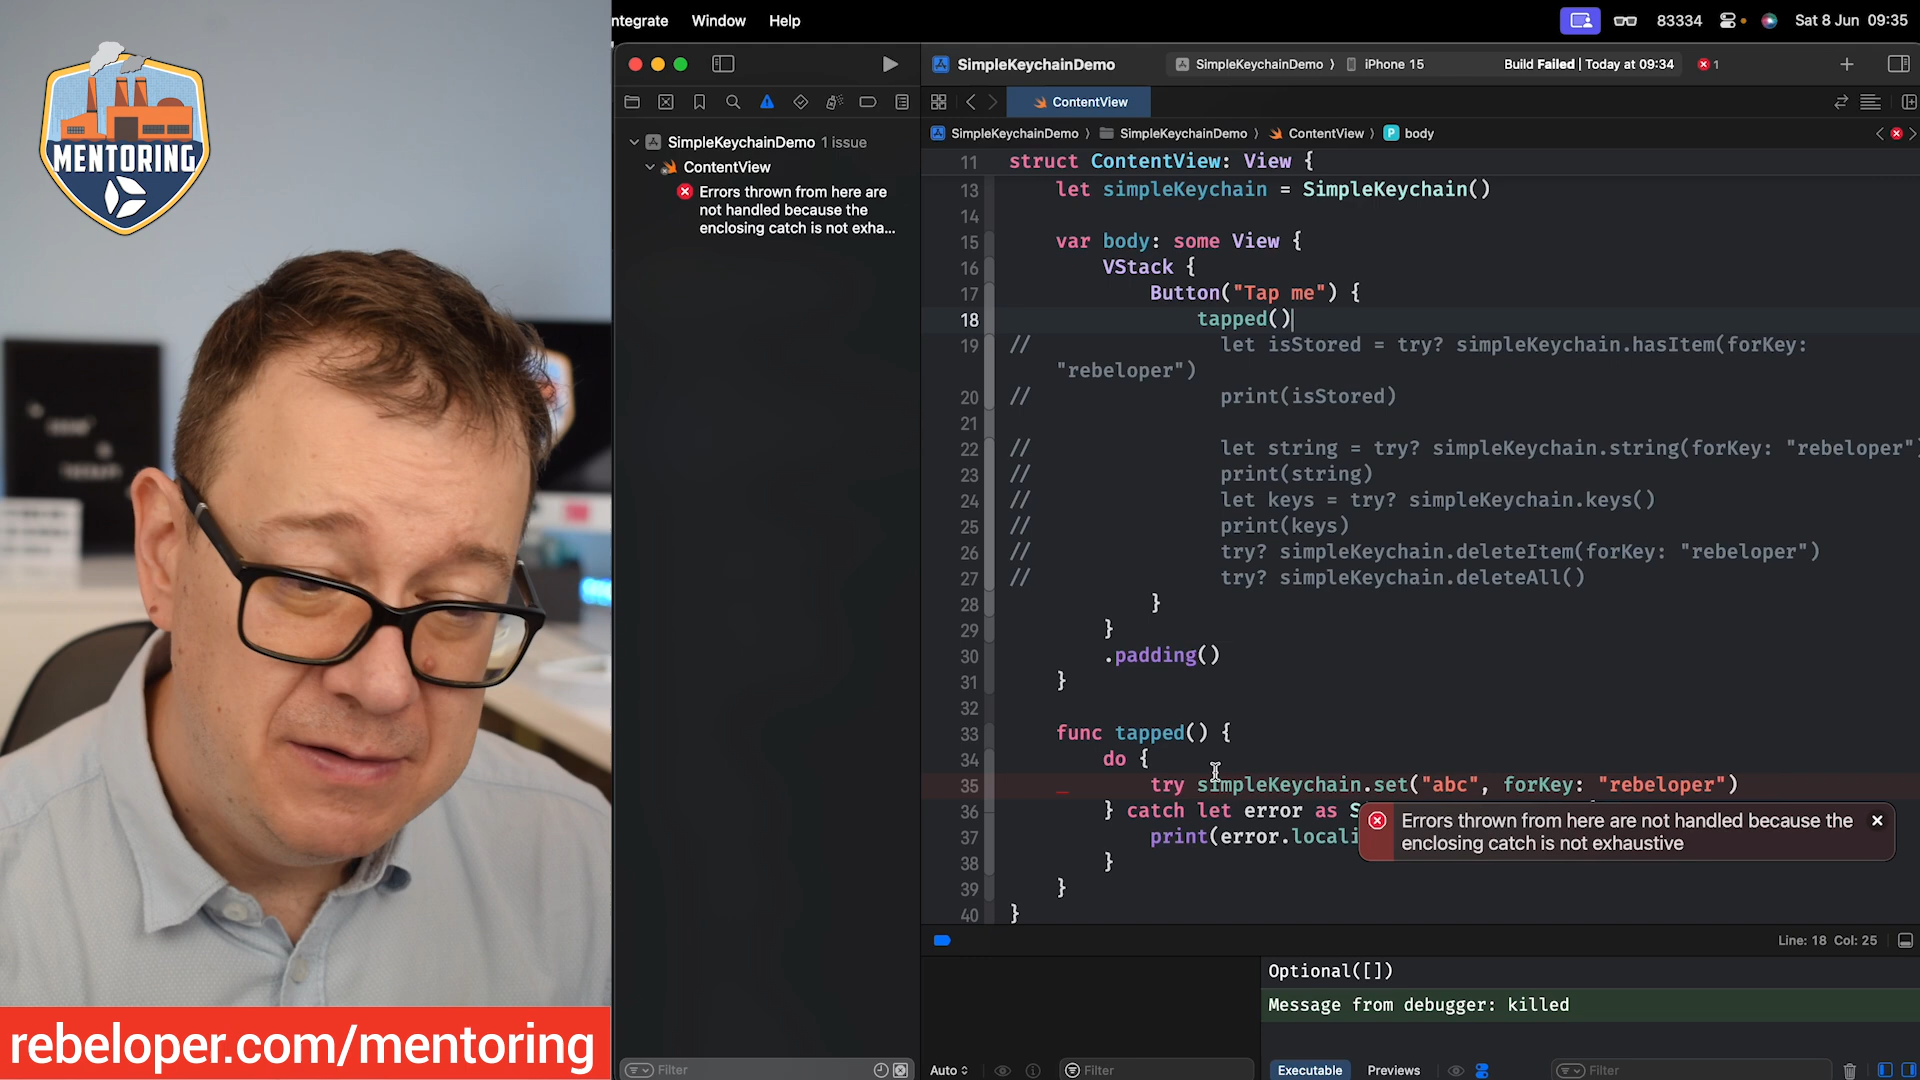 MENTORING
rebeloper.com/mentoring
ntegrate Window Help
83334 Sat 8 Jun 09:35
SimpleKeychainDemo
SimpleKeychainDemo iPhone 15 Build Failed | Today at 09:34 1
ContentView
SimpleKeychainDemo SimpleKeychainDemo ContentView P body
SimpleKeychainDemo 1 issue
ContentView
Errors thrown from here are
not handled because the
enclosing catch is not exha...
11 struct ContentView: View {
13 let simpleKeychain = SimpleKeychain()
14
15 var body: some View {
16 VStack {
17 Button("Tap me") {
18 tapped()
19 // let isStored = try? simpleKeychain.hasItem(forKey:
"rebeloper")
20 // print(isStored)
21
22 // let string = try? simpleKeychain.string(forKey: "rebeloper")
23 // print(string)
24 // let keys = try? simpleKeychain.keys()
25 // print(keys)
26 // try? simpleKeychain.deleteItem(forKey: "rebeloper")
27 // try? simpleKeychain.deleteAll()
28 }
29 }
30 .padding()
31 }
32
33 func tapped() {
34 do {
35 try simpleKeychain.set("abc", forKey: "rebeloper")
36 } catch let error as S
37 print(error.locali
38 }
39 }
40 }
Errors thrown from here are not handled because the
enclosing catch is not exhaustive
Line: 18 Col: 25
Optional([])
Message from debugger: killed
Filter
Auto Filter
Executable Previews Filter